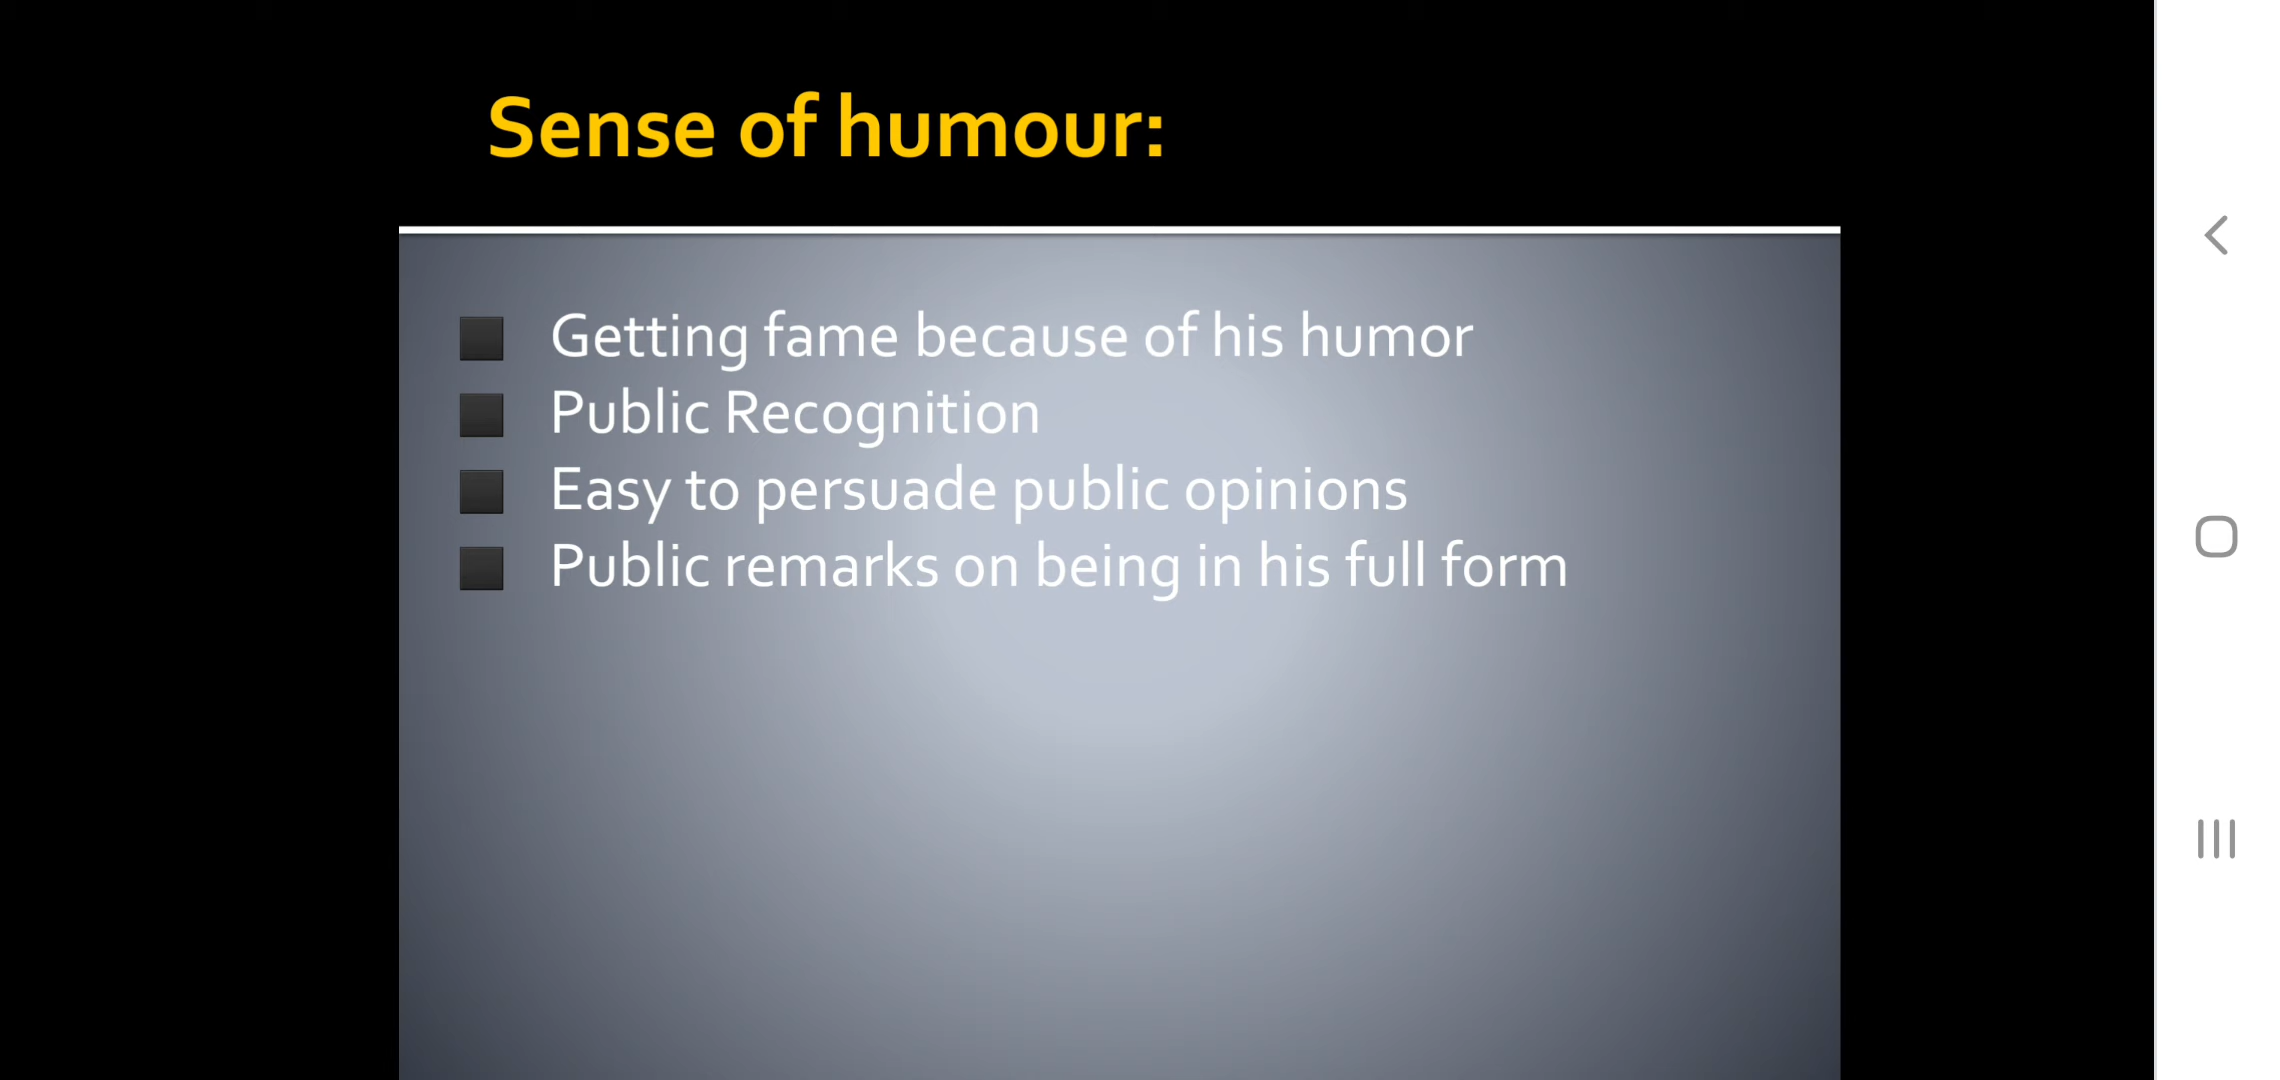 Sense of humour:
Getting fame because of his humor
Public Recognition
Easy to persuade public opinions
Public remarks on being in his full form